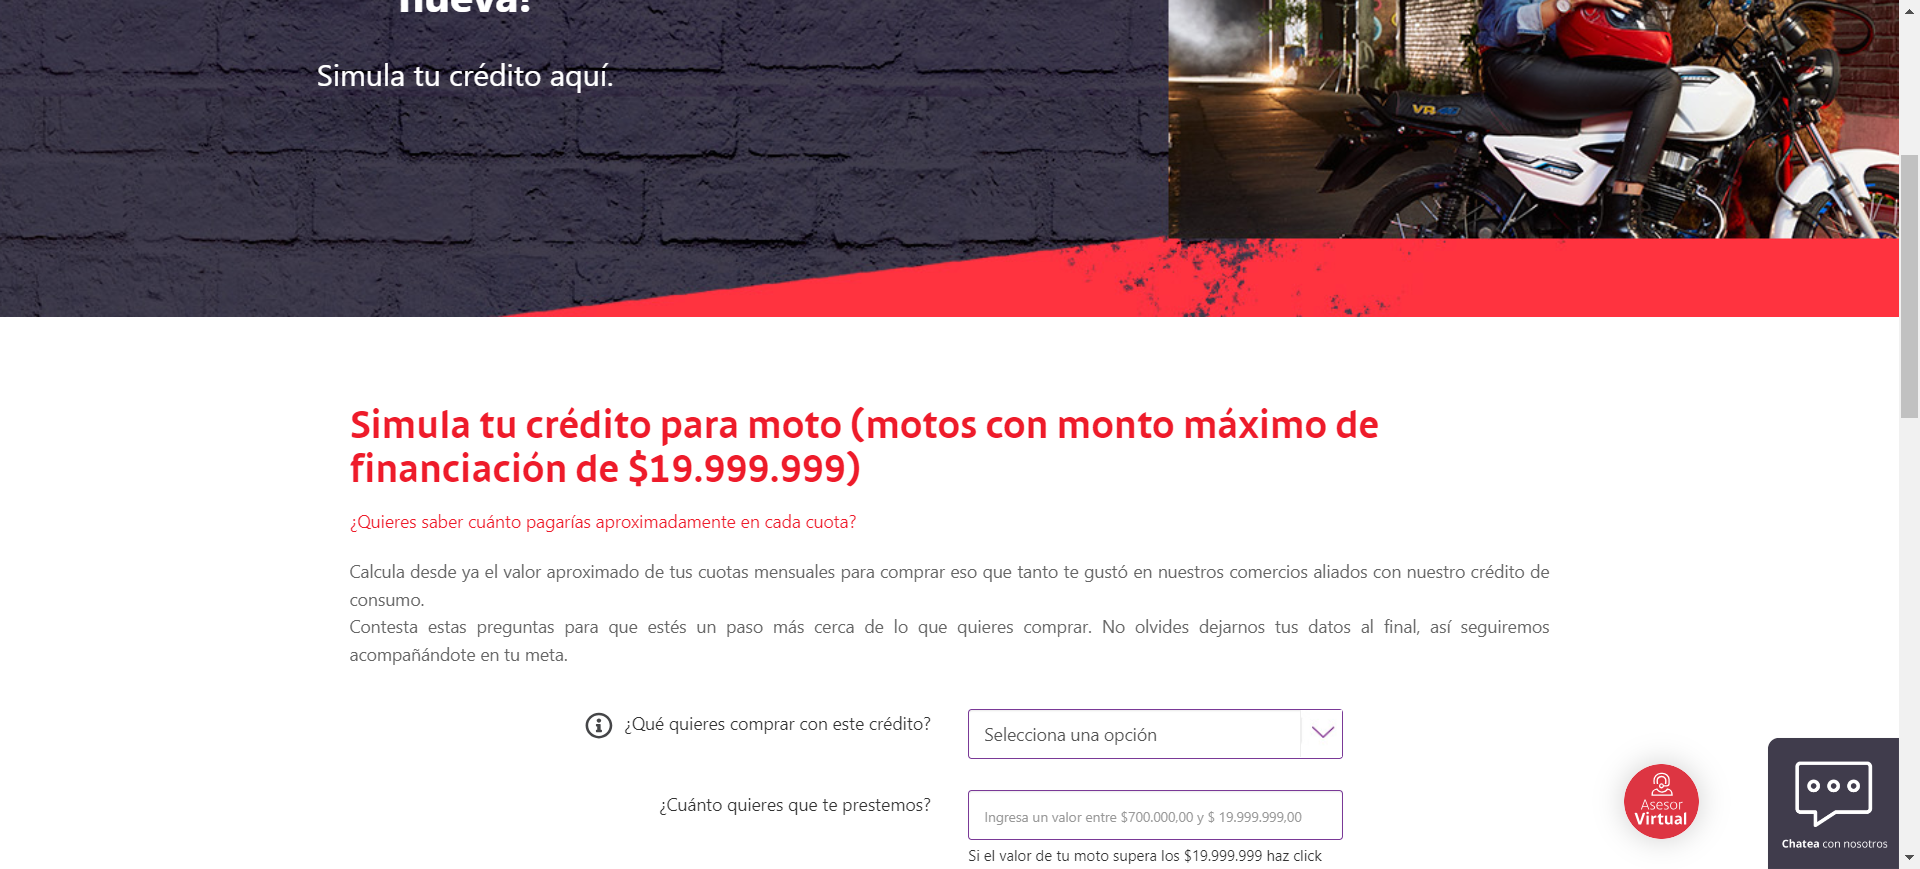 nueva!
Simula tu crédito aquí.
VR
Simula tu crédito para moto (motos con monto máximo de
financiación de $19.999.999)
¿Quieres saber cuánto pagarías aproximadamente en cada cuota?
Calcula desde ya el valor aproximado de tus cuotas mensuales para comprar eso que tanto te gustó en nuestros comercios aliados con nuestro crédito de
consumo.
Contesta estas preguntas para que estés un paso más cerca de lo que quieres comprar. No olvides dejarnos tus datos al final, así seguiremos
acompañándote en tu meta.
¿Qué quieres comprar con este crédito?
Selecciona una opción
¿Cuánto quieres que te prestemos?
Ingresa un valor entre $700.000,00 y $ 19.999.999,00
Si el valor de tu moto supera los $19.999.999 haz click
Asesor
Virtual
Chatea con nosotros